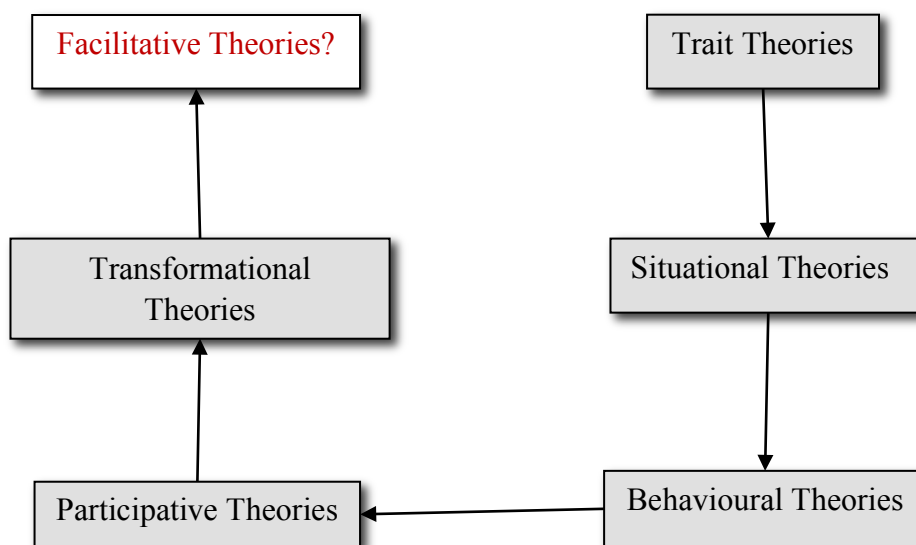 Facilitative Theories?
Trait Theories
Transformational
Theories
Situational Theories
Participative Theories
Behavioural Theories